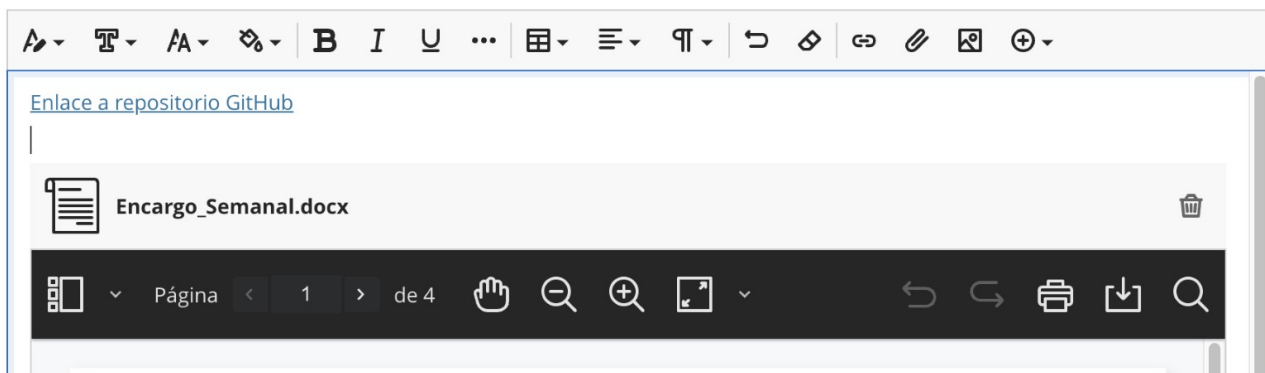 B I U
Enlace a repositorio GitHub
Encargo_Semanal.docx
Página 1 de 4